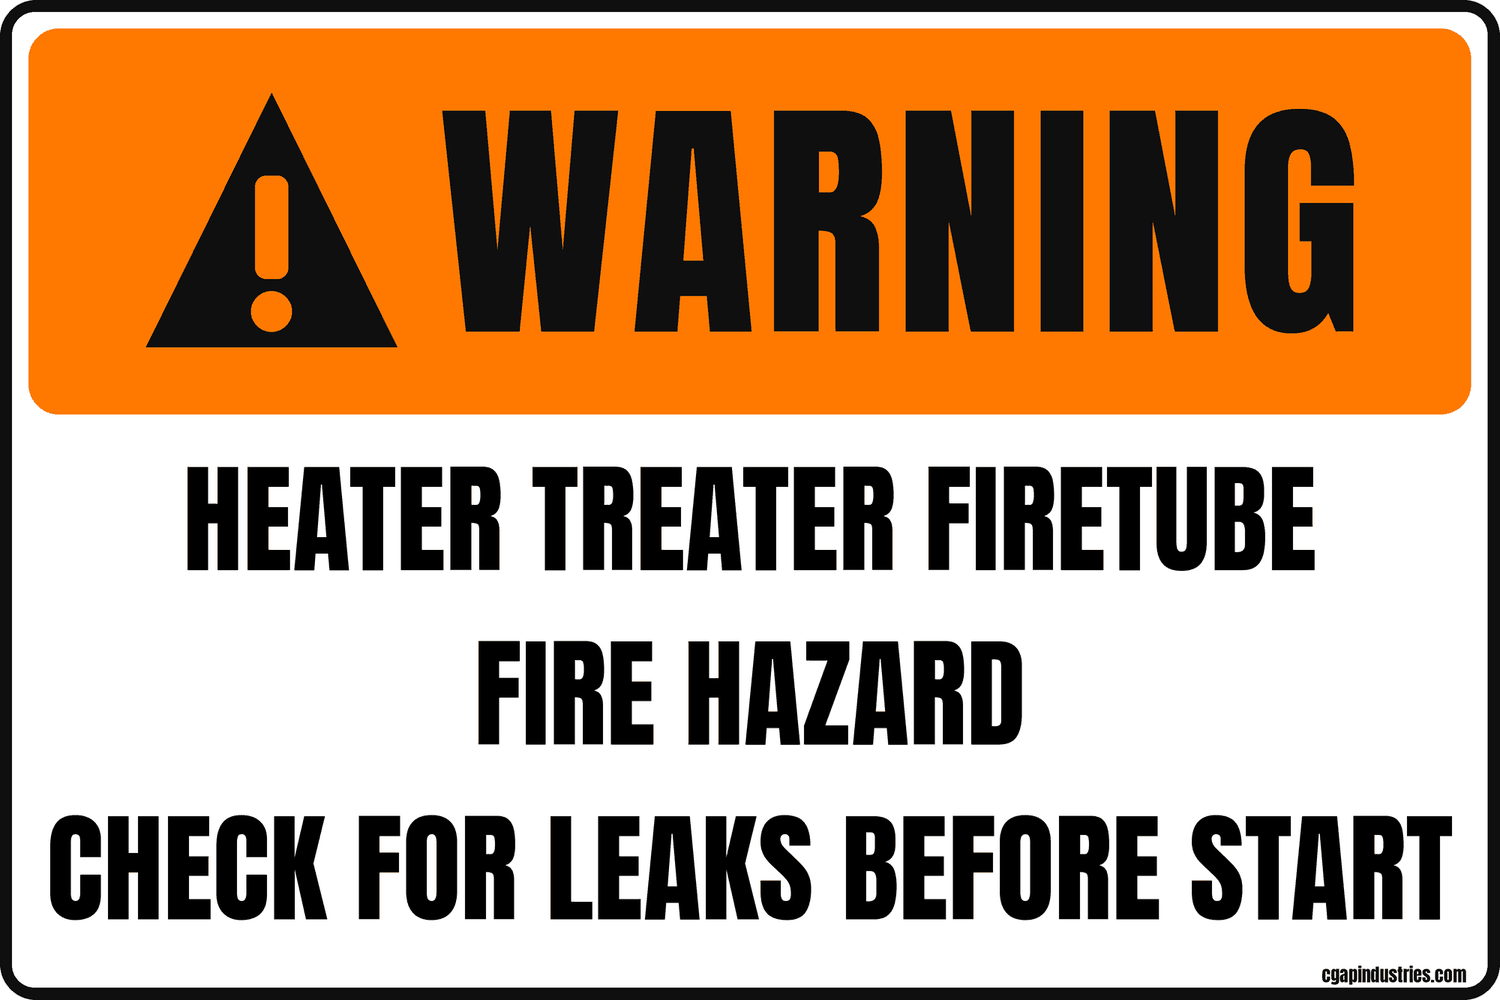 WARNING
HEATER TREATER FIRETUBE
FIRE HAZARD
CHECK FOR LEAKS BEFORE START
cgapindustries.com